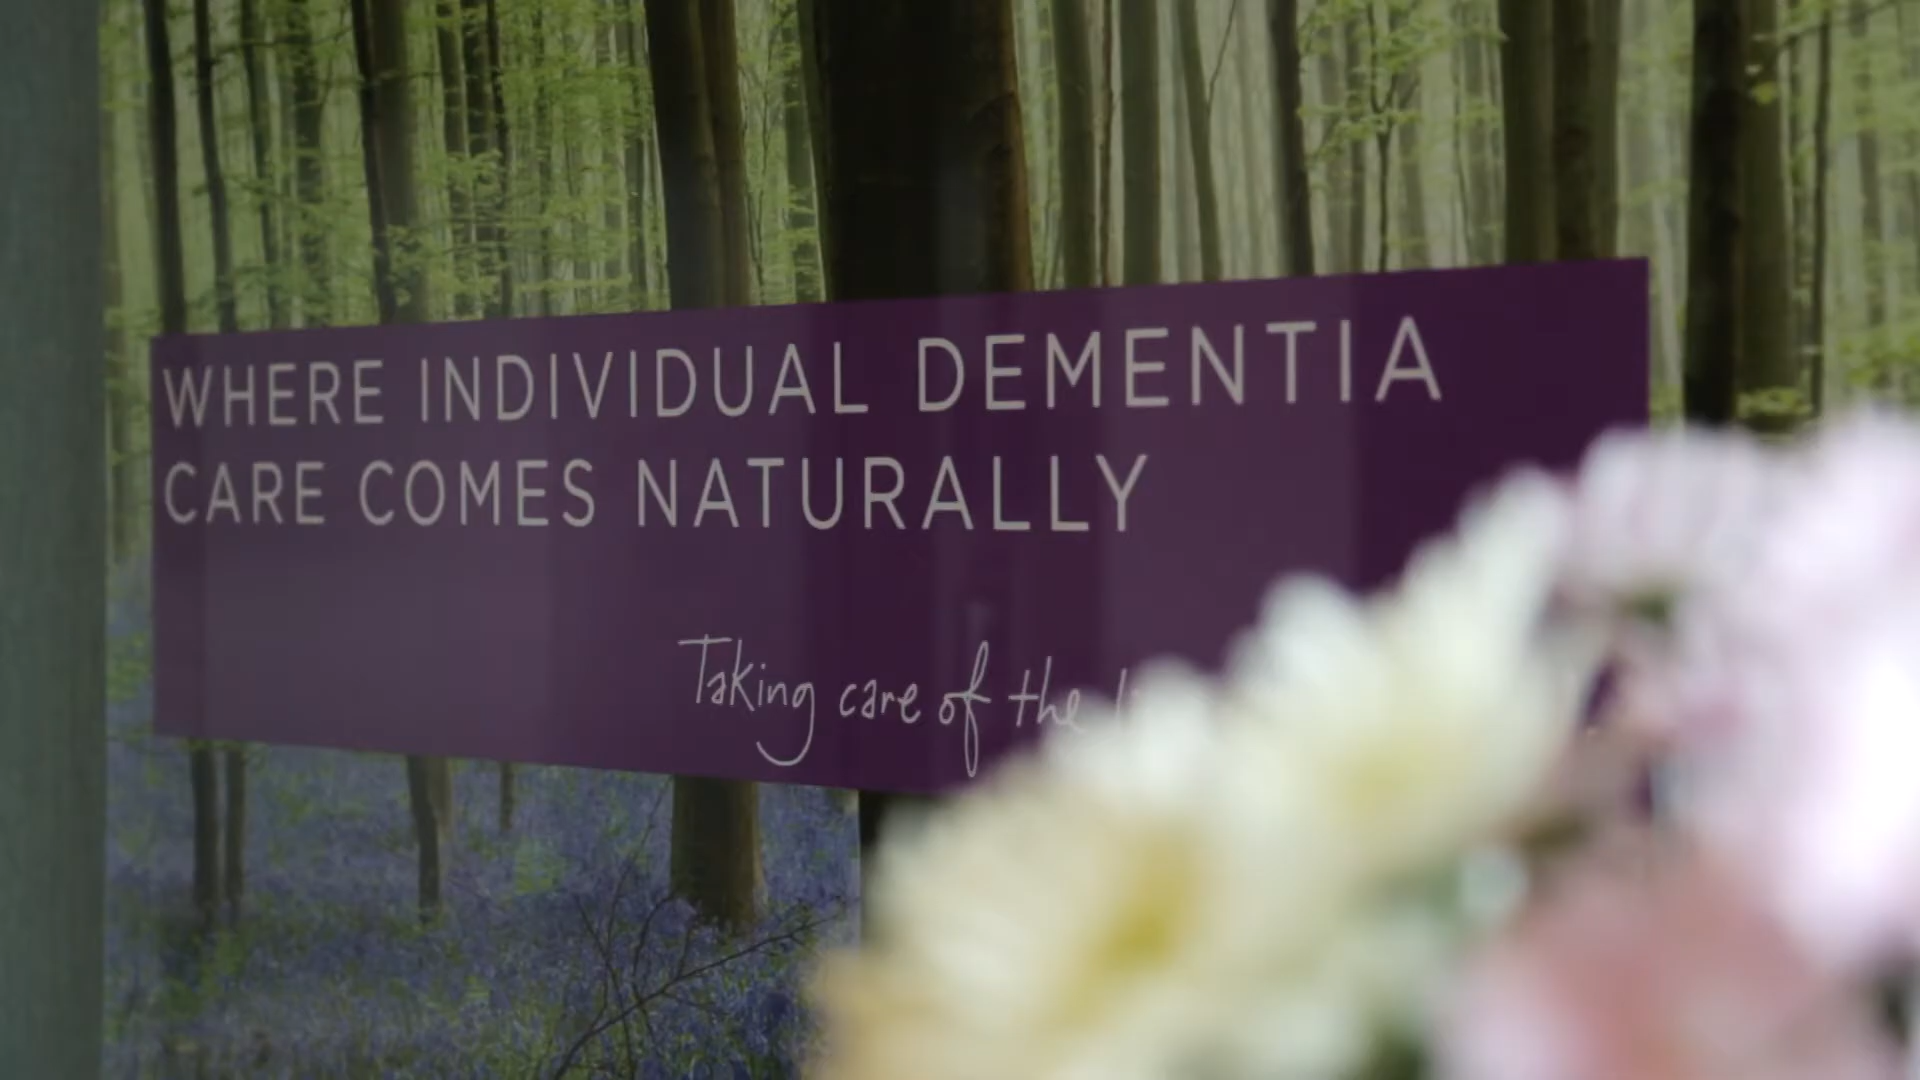 WHERE INDIVIDUAL DEMENTIA
CARE COMES NATURALLY
Taking care of the